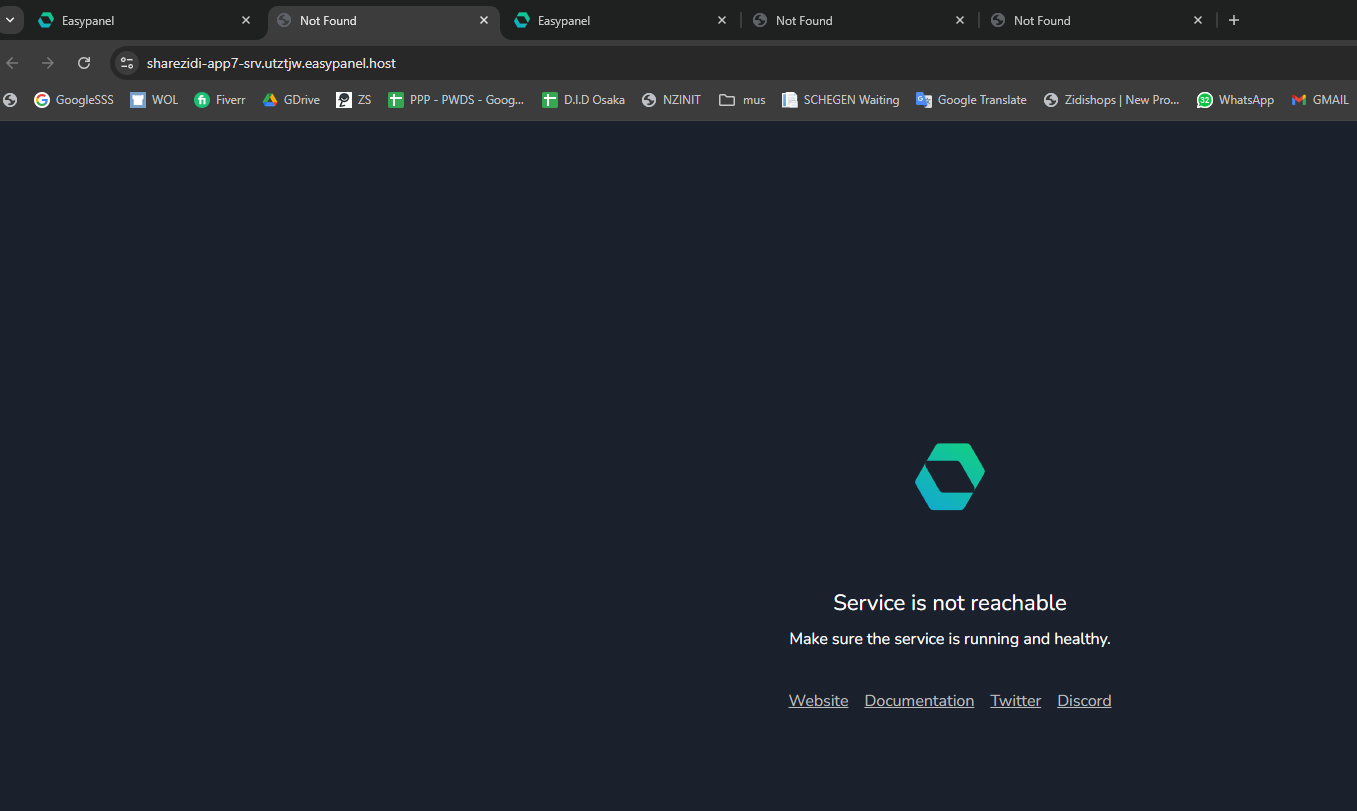 Easypanel
Not Found
Easypanel
Not Found
Not Found
sharezidi-app7-srv.utztjw.easypanel.host
GoogleSSS WOL Fiverr GDrive ZS PPP - PWDS - Goog... D.I.D Osaka NZINIT mus SCHEGEN Waiting Google Translate Zidishops | New Pro... 32 WhatsApp GMAIL
Service is not reachable
Make sure the service is running and healthy.
Website Documentation Twitter Discord